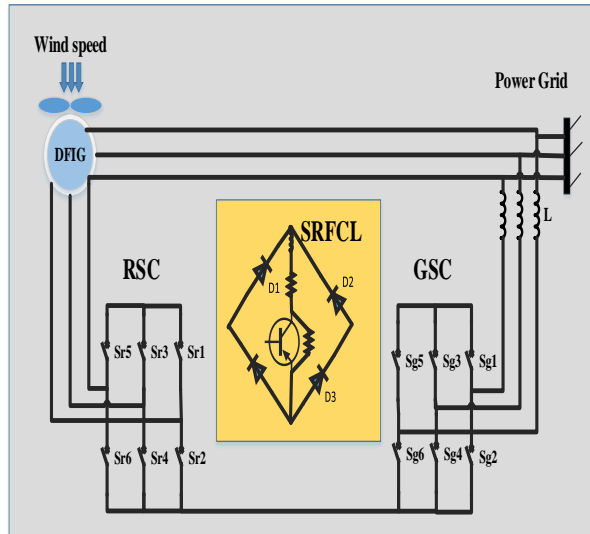 Wind speed
Power Grid
DFIG
L
SRFCL
RSC
GSC
D1
D2
D3
Sr5
Sr3
Sr1
Sg5
Sg3
Sg1
Sr6
Sr4
Sr2
Sg6
Sg4
Sg2